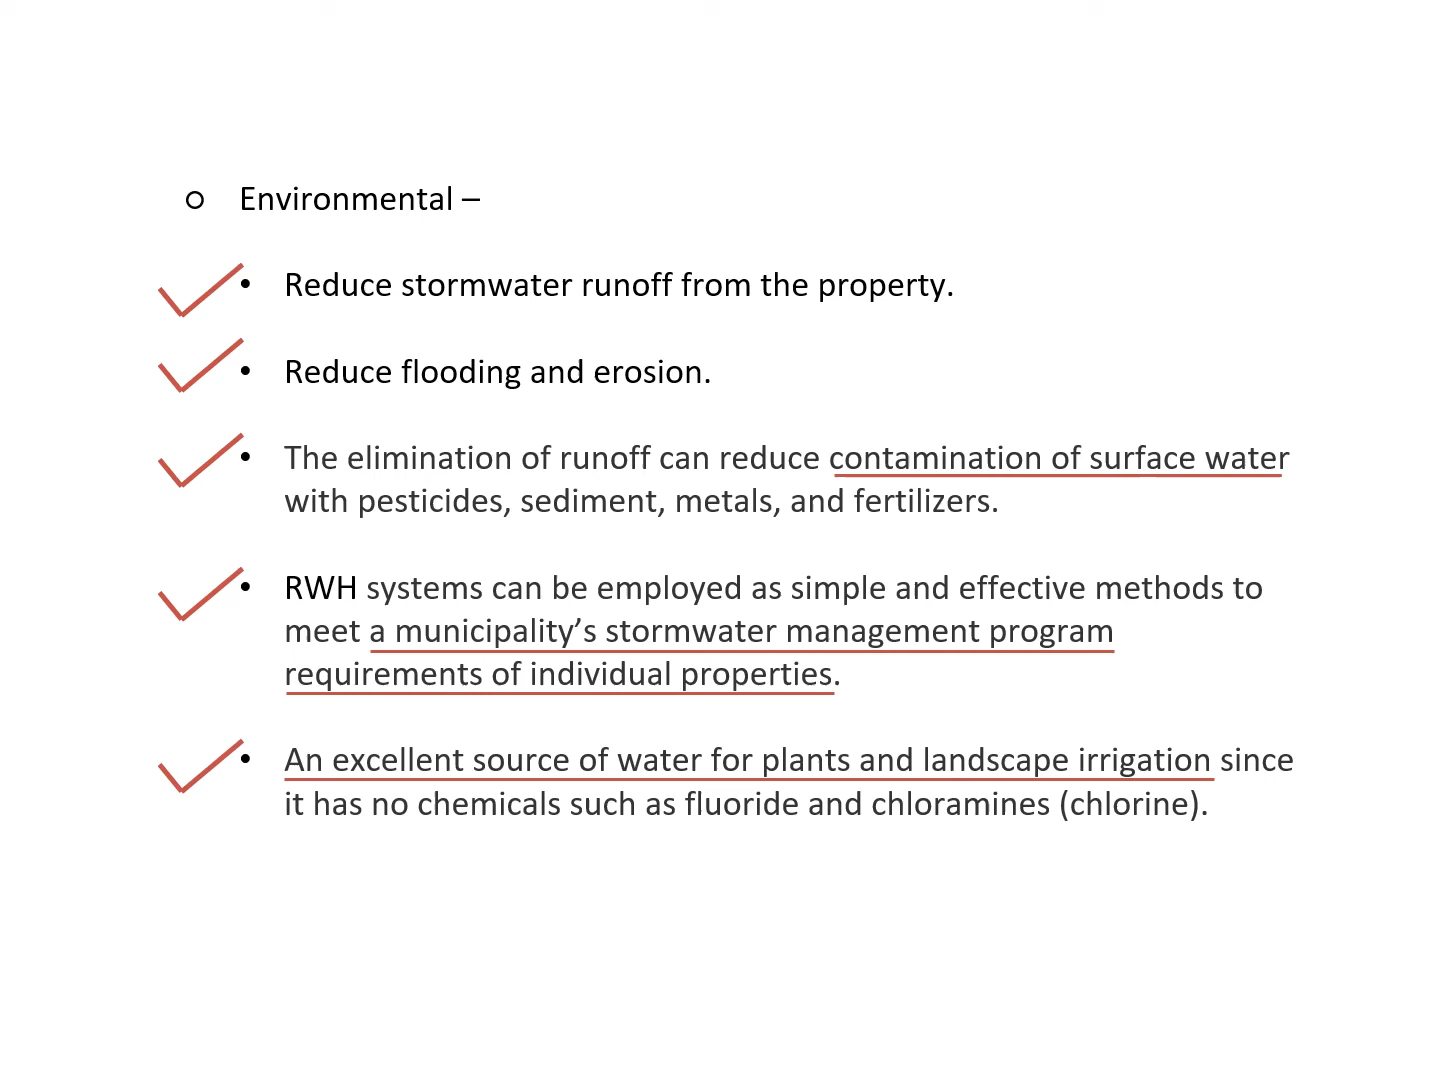 ○ Environmental –
• Reduce stormwater runoff from the property.
• Reduce flooding and erosion.
• The elimination of runoff can reduce contamination of surface water
with pesticides, sediment, metals, and fertilizers.
• RWH systems can be employed as simple and effective methods to
meet a municipality’s stormwater management program
requirements of individual properties.
• An excellent source of water for plants and landscape irrigation since
it has no chemicals such as fluoride and chloramines (chlorine).